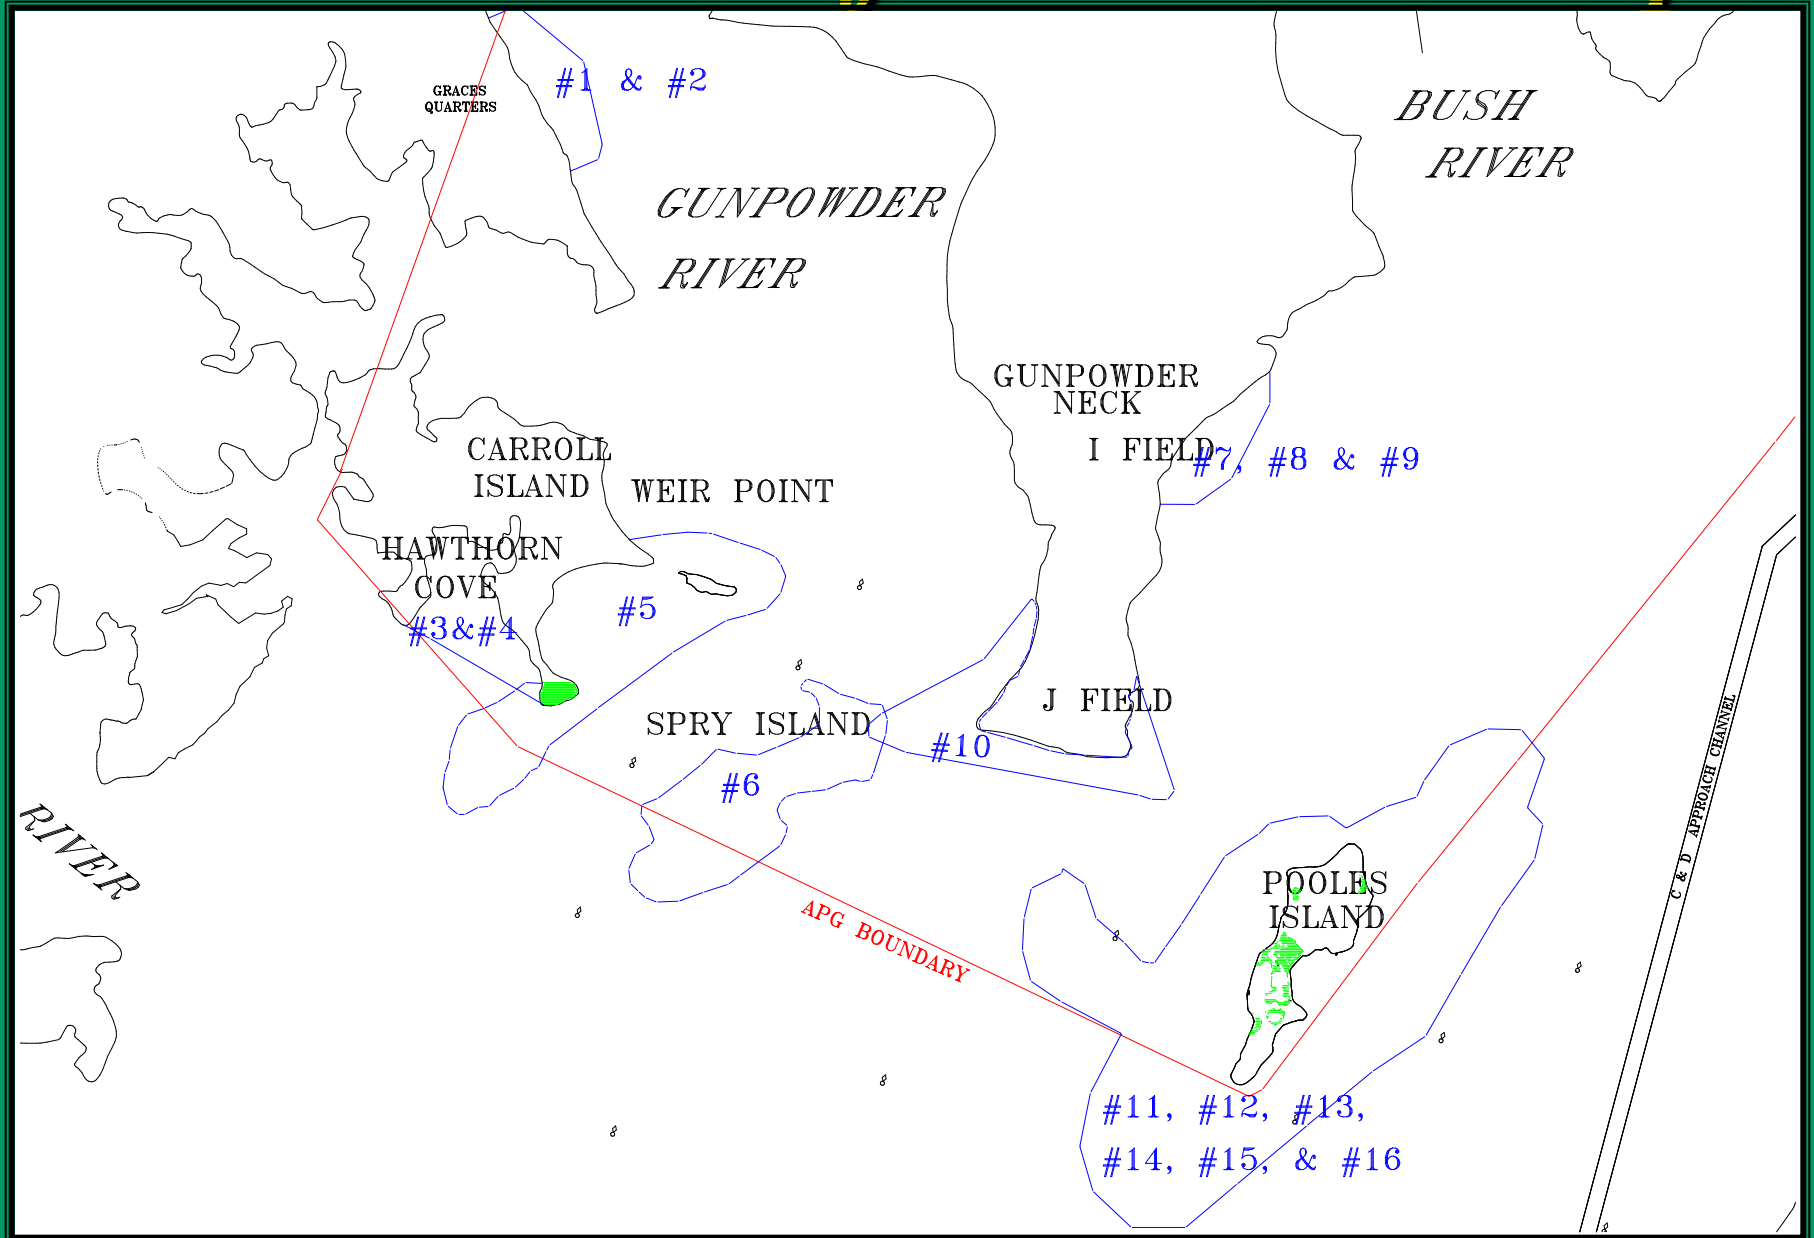 #1 & #2
GRACES
QUARTERS
BUSH
RIVER
GUNPOWDER
RIVER
GUNPOWDER
NECK
I FIELD
#7, #8 & #9
CARROLL
ISLAND
WEIR POINT
HAWTHORN
COVE
#3&#4
#5
J FIELD
SPRY ISLAND
#10
#6
C & D APPROACH CHANNEL
RIVER
POOLES
ISLAND
APG BOUNDARY
#11, #12, #13,
#14, #15, & #16